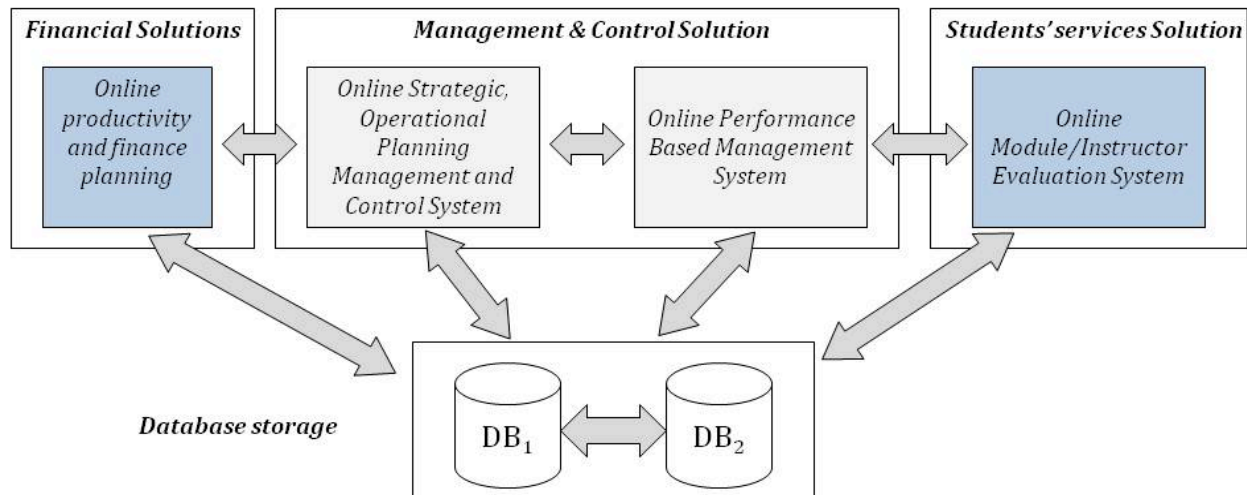 Financial Solutions
Management & Control Solution
Students' services Solution
Online
productivity
and finance
planning
Online Strategic,
Operational
Planning
Management and
Control System
Online Performance
Based Management
System
Online
Module/Instructor
Evaluation System
Database storage
DB₁
DB₂